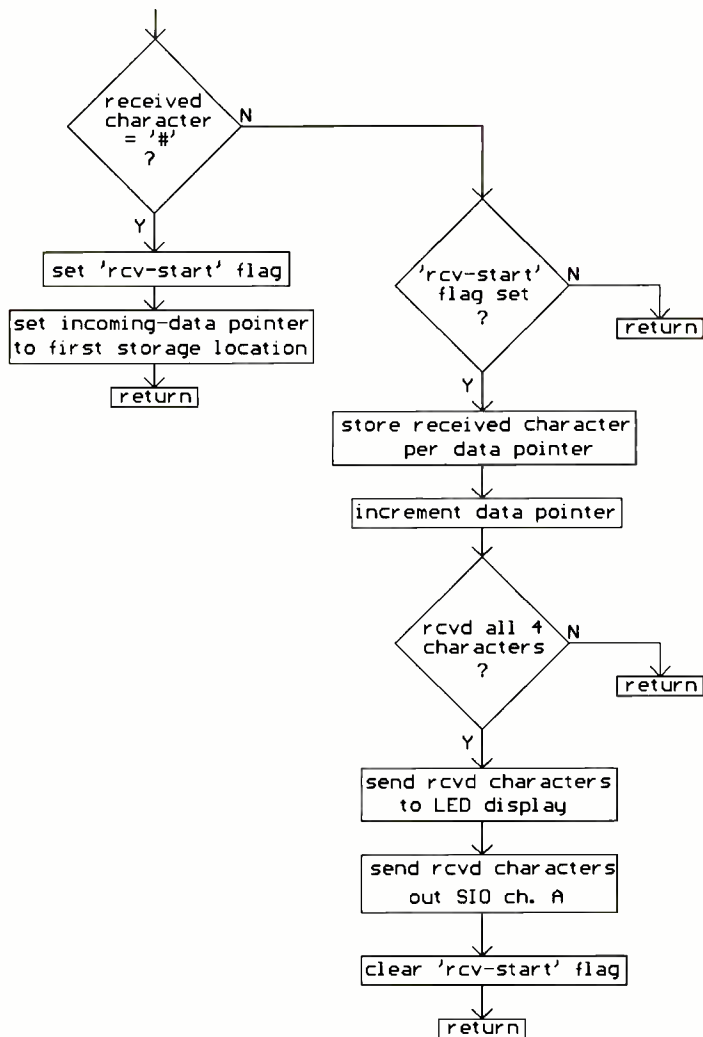 received
character
= '#'
?
N
Y
set 'rcv-start' flag
set incoming-data pointer
to first storage location
return
'rcv-start'
flag set
?
N
return
Y
store received character
per data pointer
increment data pointer
rcvd all 4
characters
?
N
return
Y
send rcvd characters
to LED display
send rcvd characters
out SIO ch. A
clear 'rcv-start' flag
return